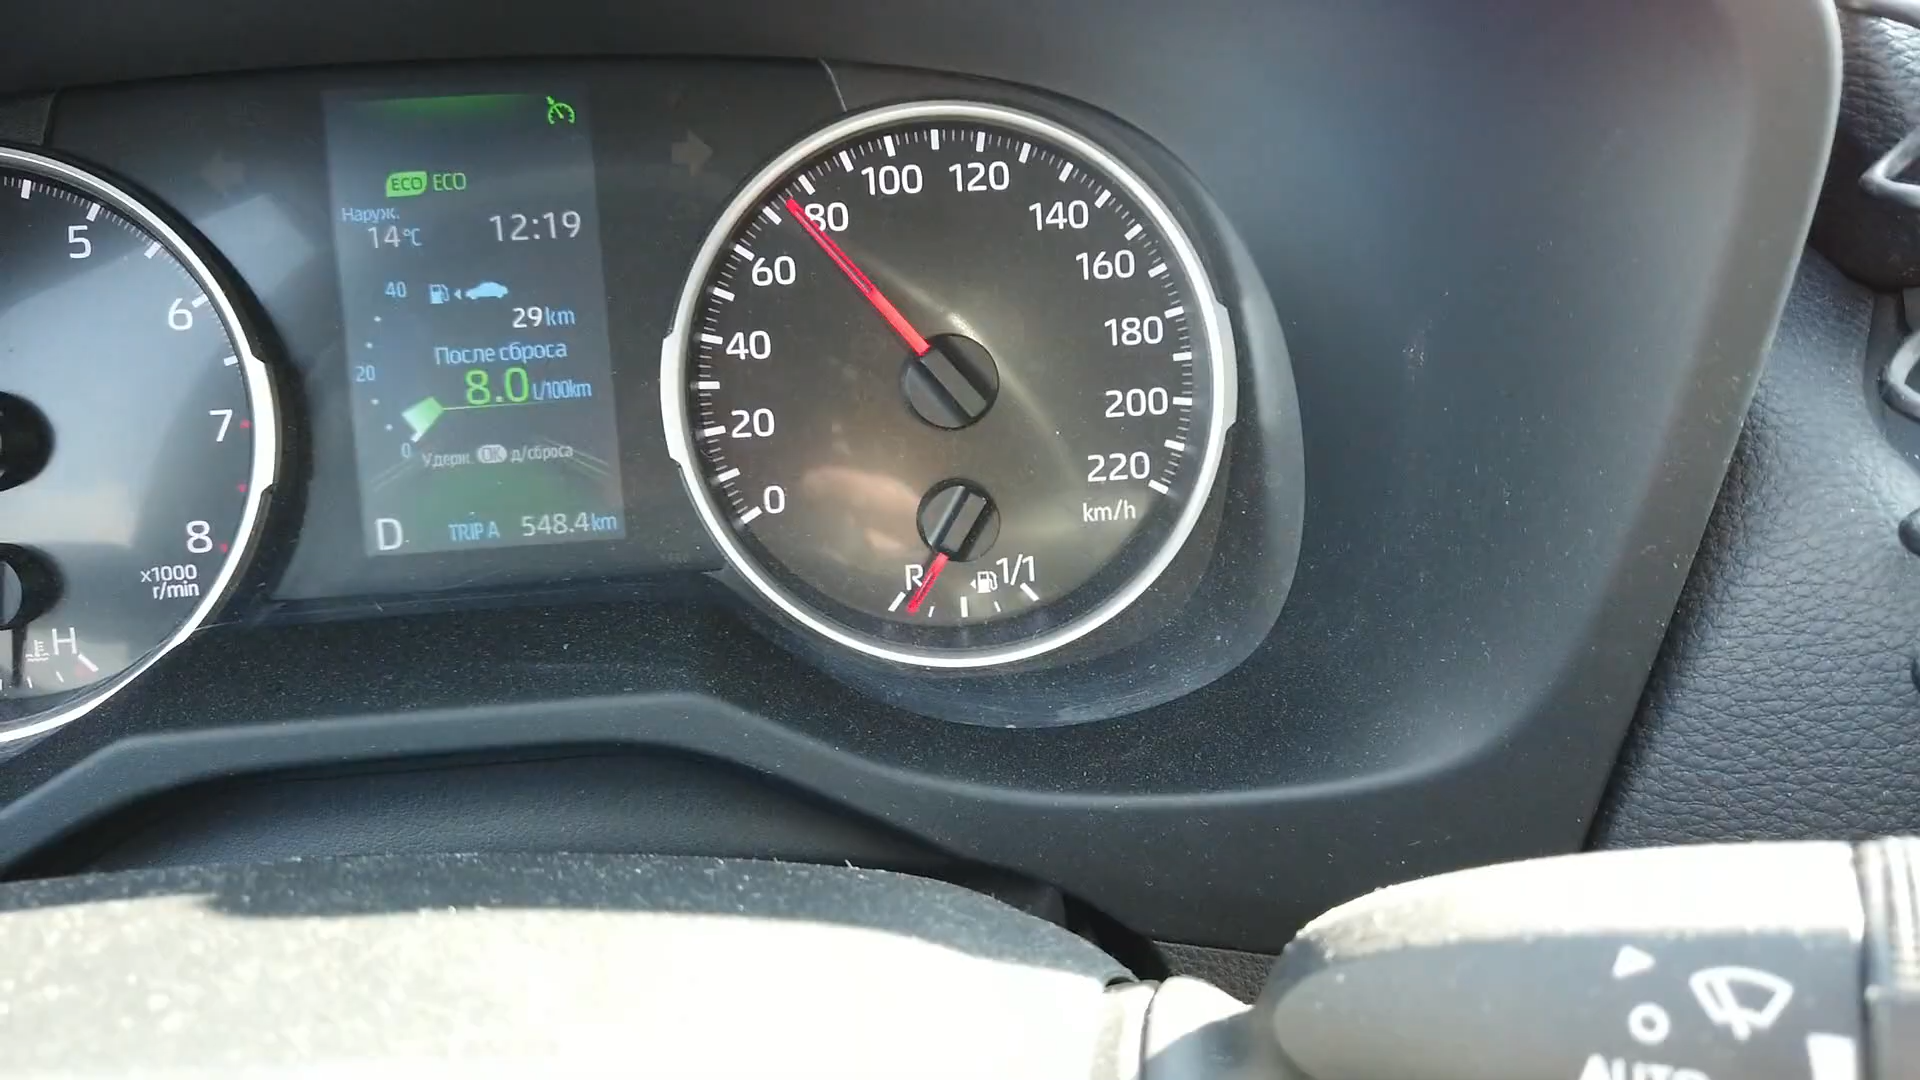 5
6
7
8
x1000
r/min
H
ECO ECO
Наруж.
14°C 12:19
40
29km
После сброса
20
8.0 L/100km
0
Удерж. OK д/сброса
D TRIP A 548.4km
0
20
40
60
80
100
120
140
160
180
200
220
km/h
R 1/1
AUTO